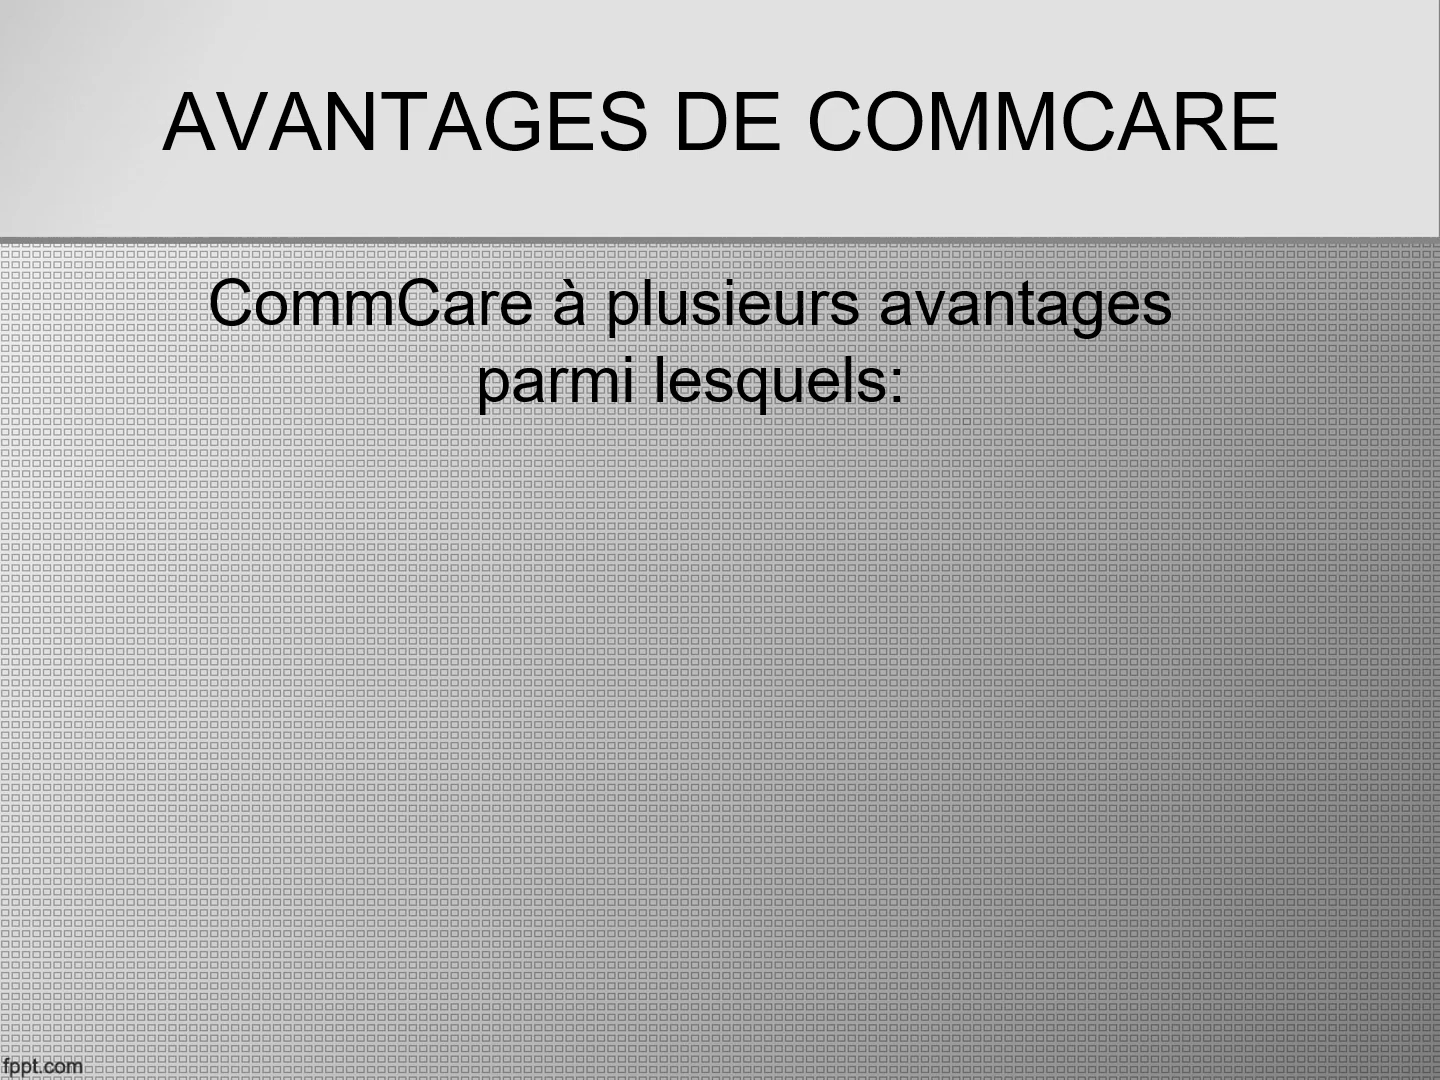 AVANTAGES DE COMMCARE
CommCare à plusieurs avantages
parmi lesquels:
fppt.com